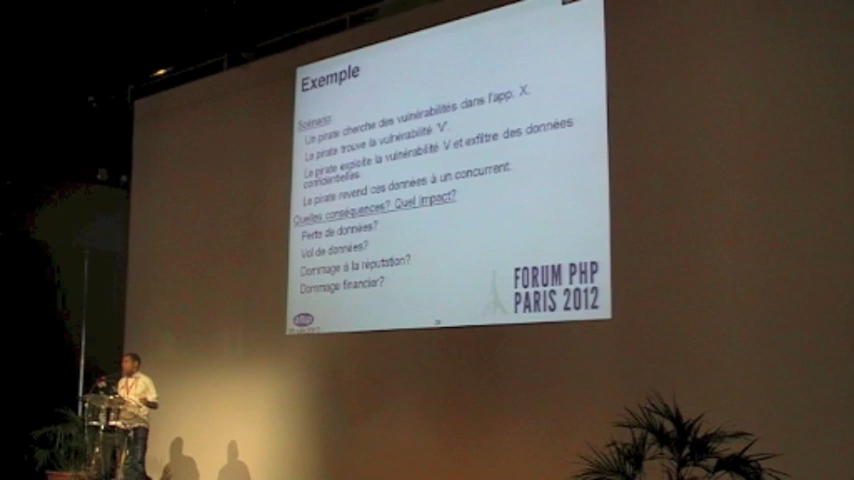 Exemple
Scénario
Un pirate cherche des vulnérabilités dans l'app. X.
Le pirate trouve la vulnérabilité 'V'.
Le pirate exploite la vulnérabilité V et exfiltre des données
confidentielles.
Le pirate revend ces données à un concurrent.
Quelles conséquences? Quel impact?
Perte de données?
Vol de données?
Dommage à la réputation?
Dommage financier?
FORUM PHP
PARIS 2012
afup